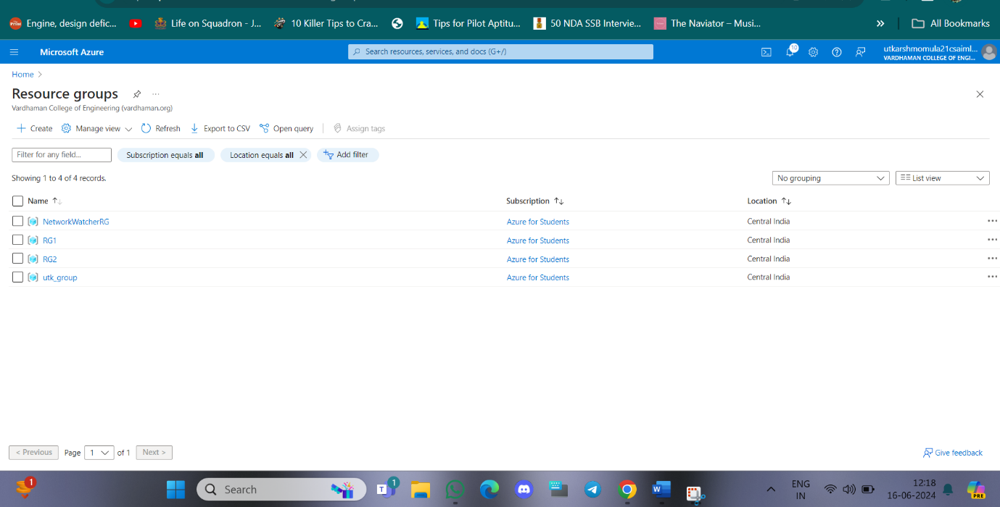 Engine, design defic...
Life on Squadron - J...
10 Killer Tips to Cra...
Tips for Pilot Aptitu...
50 NDA SSB Intervie...
The Naviator – Musi...
»
All Bookmarks
Microsoft Azure
Search resources, services, and docs (G+/)
10
utkarshmomula21csaiml...
VARDHAMAN COLLEGE OF ENGI...
Home >
Resource groups
...
Vardhaman College of Engineering (vardhaman.org)
Create
Manage view
Refresh
Export to CSV
Open query
Assign tags
Filter for any field...
Subscription equals all
Location equals all
Add filter
Showing 1 to 4 of 4 records.
No grouping
List view
Name
Subscription
Location
NetworkWatcherRG
Azure for Students
Central India
RG1
Azure for Students
Central India
RG2
Azure for Students
Central India
utk_group
Azure for Students
Central India
< Previous
Page 1 of 1
Next >
Give feedback
1
Search
T
1
W
ENG
IN
12:18
16-06-2024
PRE